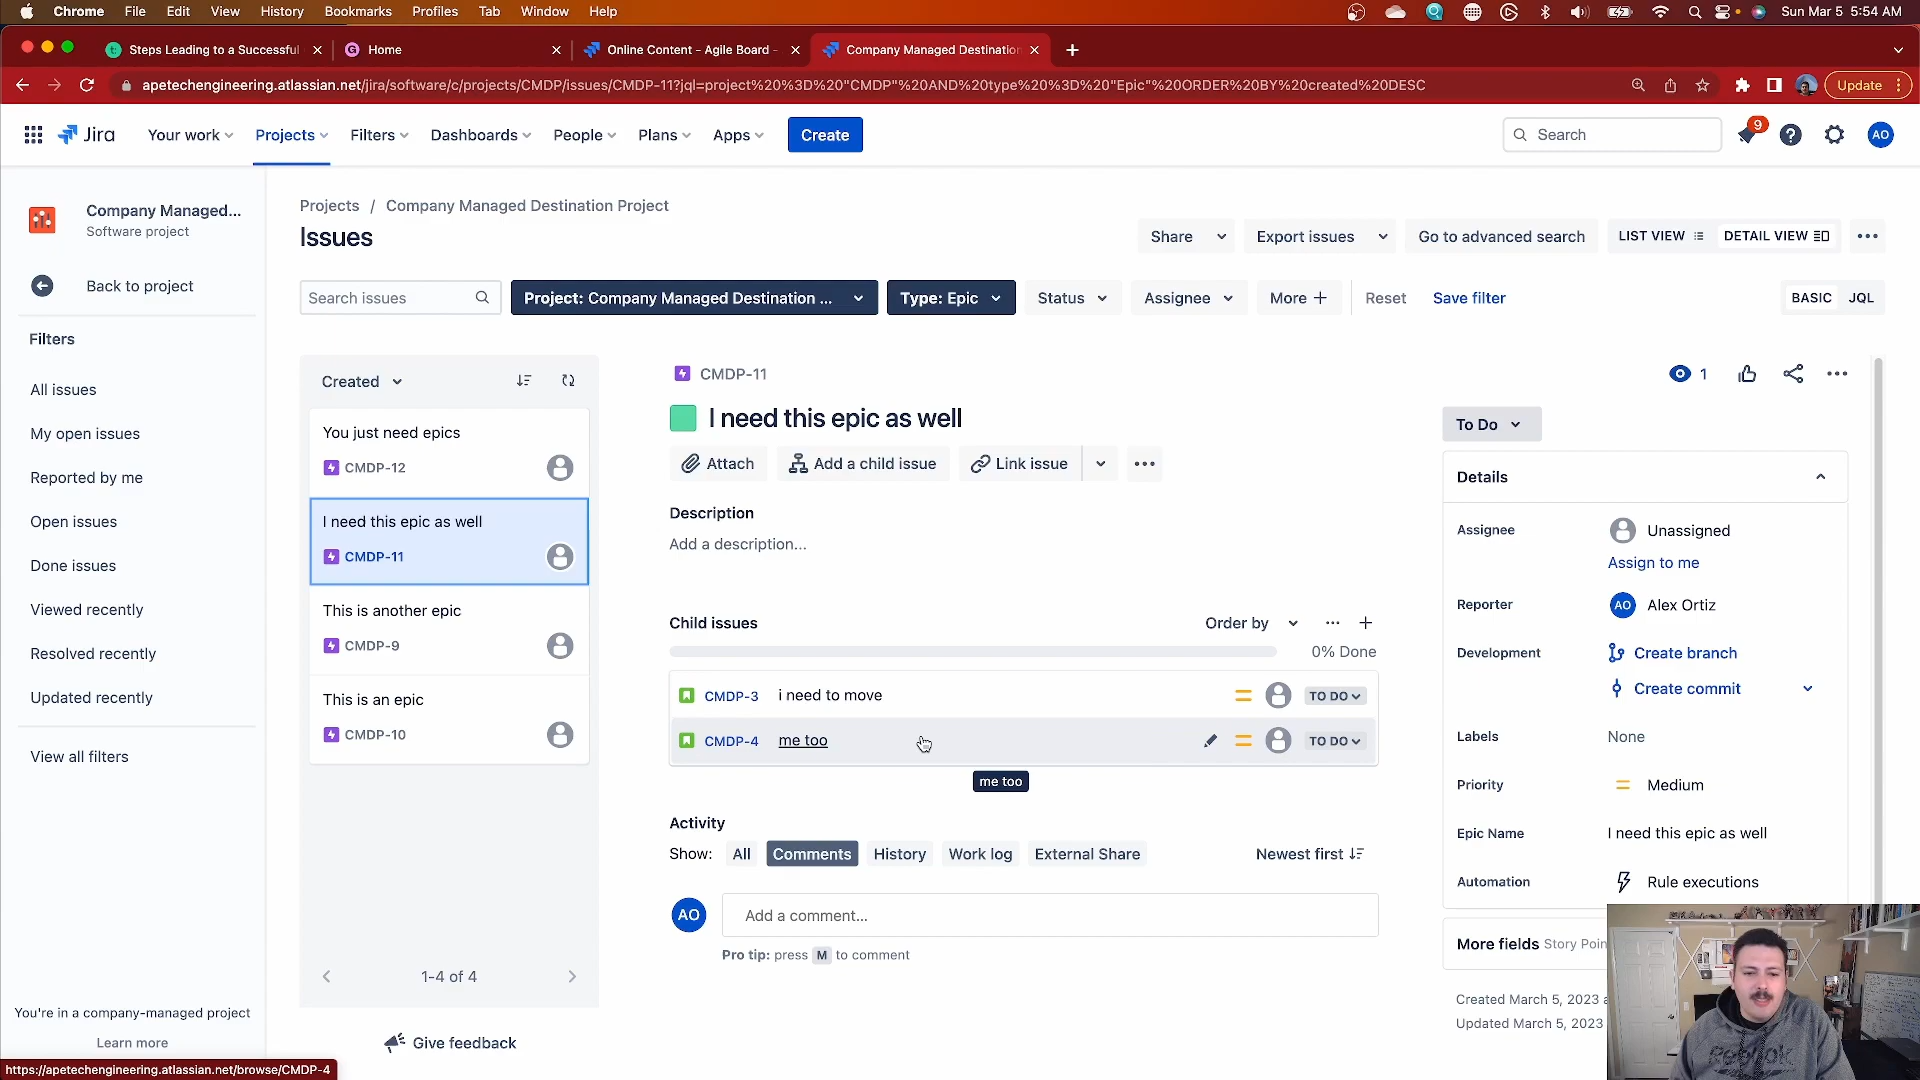 Chrome File Edit View History Bookmarks Profiles Tab Window Help Sun Mar 5 5:54 AM
Steps Leading to a Successful
Home
Online Content - Agile Board -
Company Managed Destination
apetechengineering.atlassian.net/jira/software/c/projects/CMDP/issues/CMDP-11?jql=project%20%3D%20"CMDP"%20AND%20type%20%3D%20"Epic"%20ORDER%20BY%20created%20DESC
Update
Jira Your work Projects Filters Dashboards People Plans Apps Create Search 9 AO
Company Managed...
Software project
Back to project
Filters
All issues
My open issues
Reported by me
Open issues
Done issues
Viewed recently
Resolved recently
Updated recently
View all filters
You're in a company-managed project
Learn more
https://apetechengineering.atlassian.net/browse/CMDP-4
Projects / Company Managed Destination Project
Issues
Share Export issues Go to advanced search LIST VIEW DETAIL VIEW
Search issues Project: Company Managed Destination ... Type: Epic Status Assignee More + Reset Save filter BASIC JQL
Created
You just need epics
CMDP-12
I need this epic as well
CMDP-11
This is another epic
CMDP-9
This is an epic
CMDP-10
1-4 of 4
Give feedback
CMDP-11
1
I need this epic as well
Attach Add a child issue Link issue
Description
Add a description...
Child issues Order by
0% Done
CMDP-3 i need to move TO DO
CMDP-4 me too TO DO
me too
Activity
Show: All Comments History Work log External Share Newest first
AO Add a comment...
Pro tip: press M to comment
To Do
Details
Assignee Unassigned
Assign to me
Reporter AO Alex Ortiz
Development Create branch
Create commit
Labels None
Priority Medium
Epic Name I need this epic as well
Automation Rule executions
More fields Story Poin
Created March 5, 2023 a
Updated March 5, 2023
Reebok